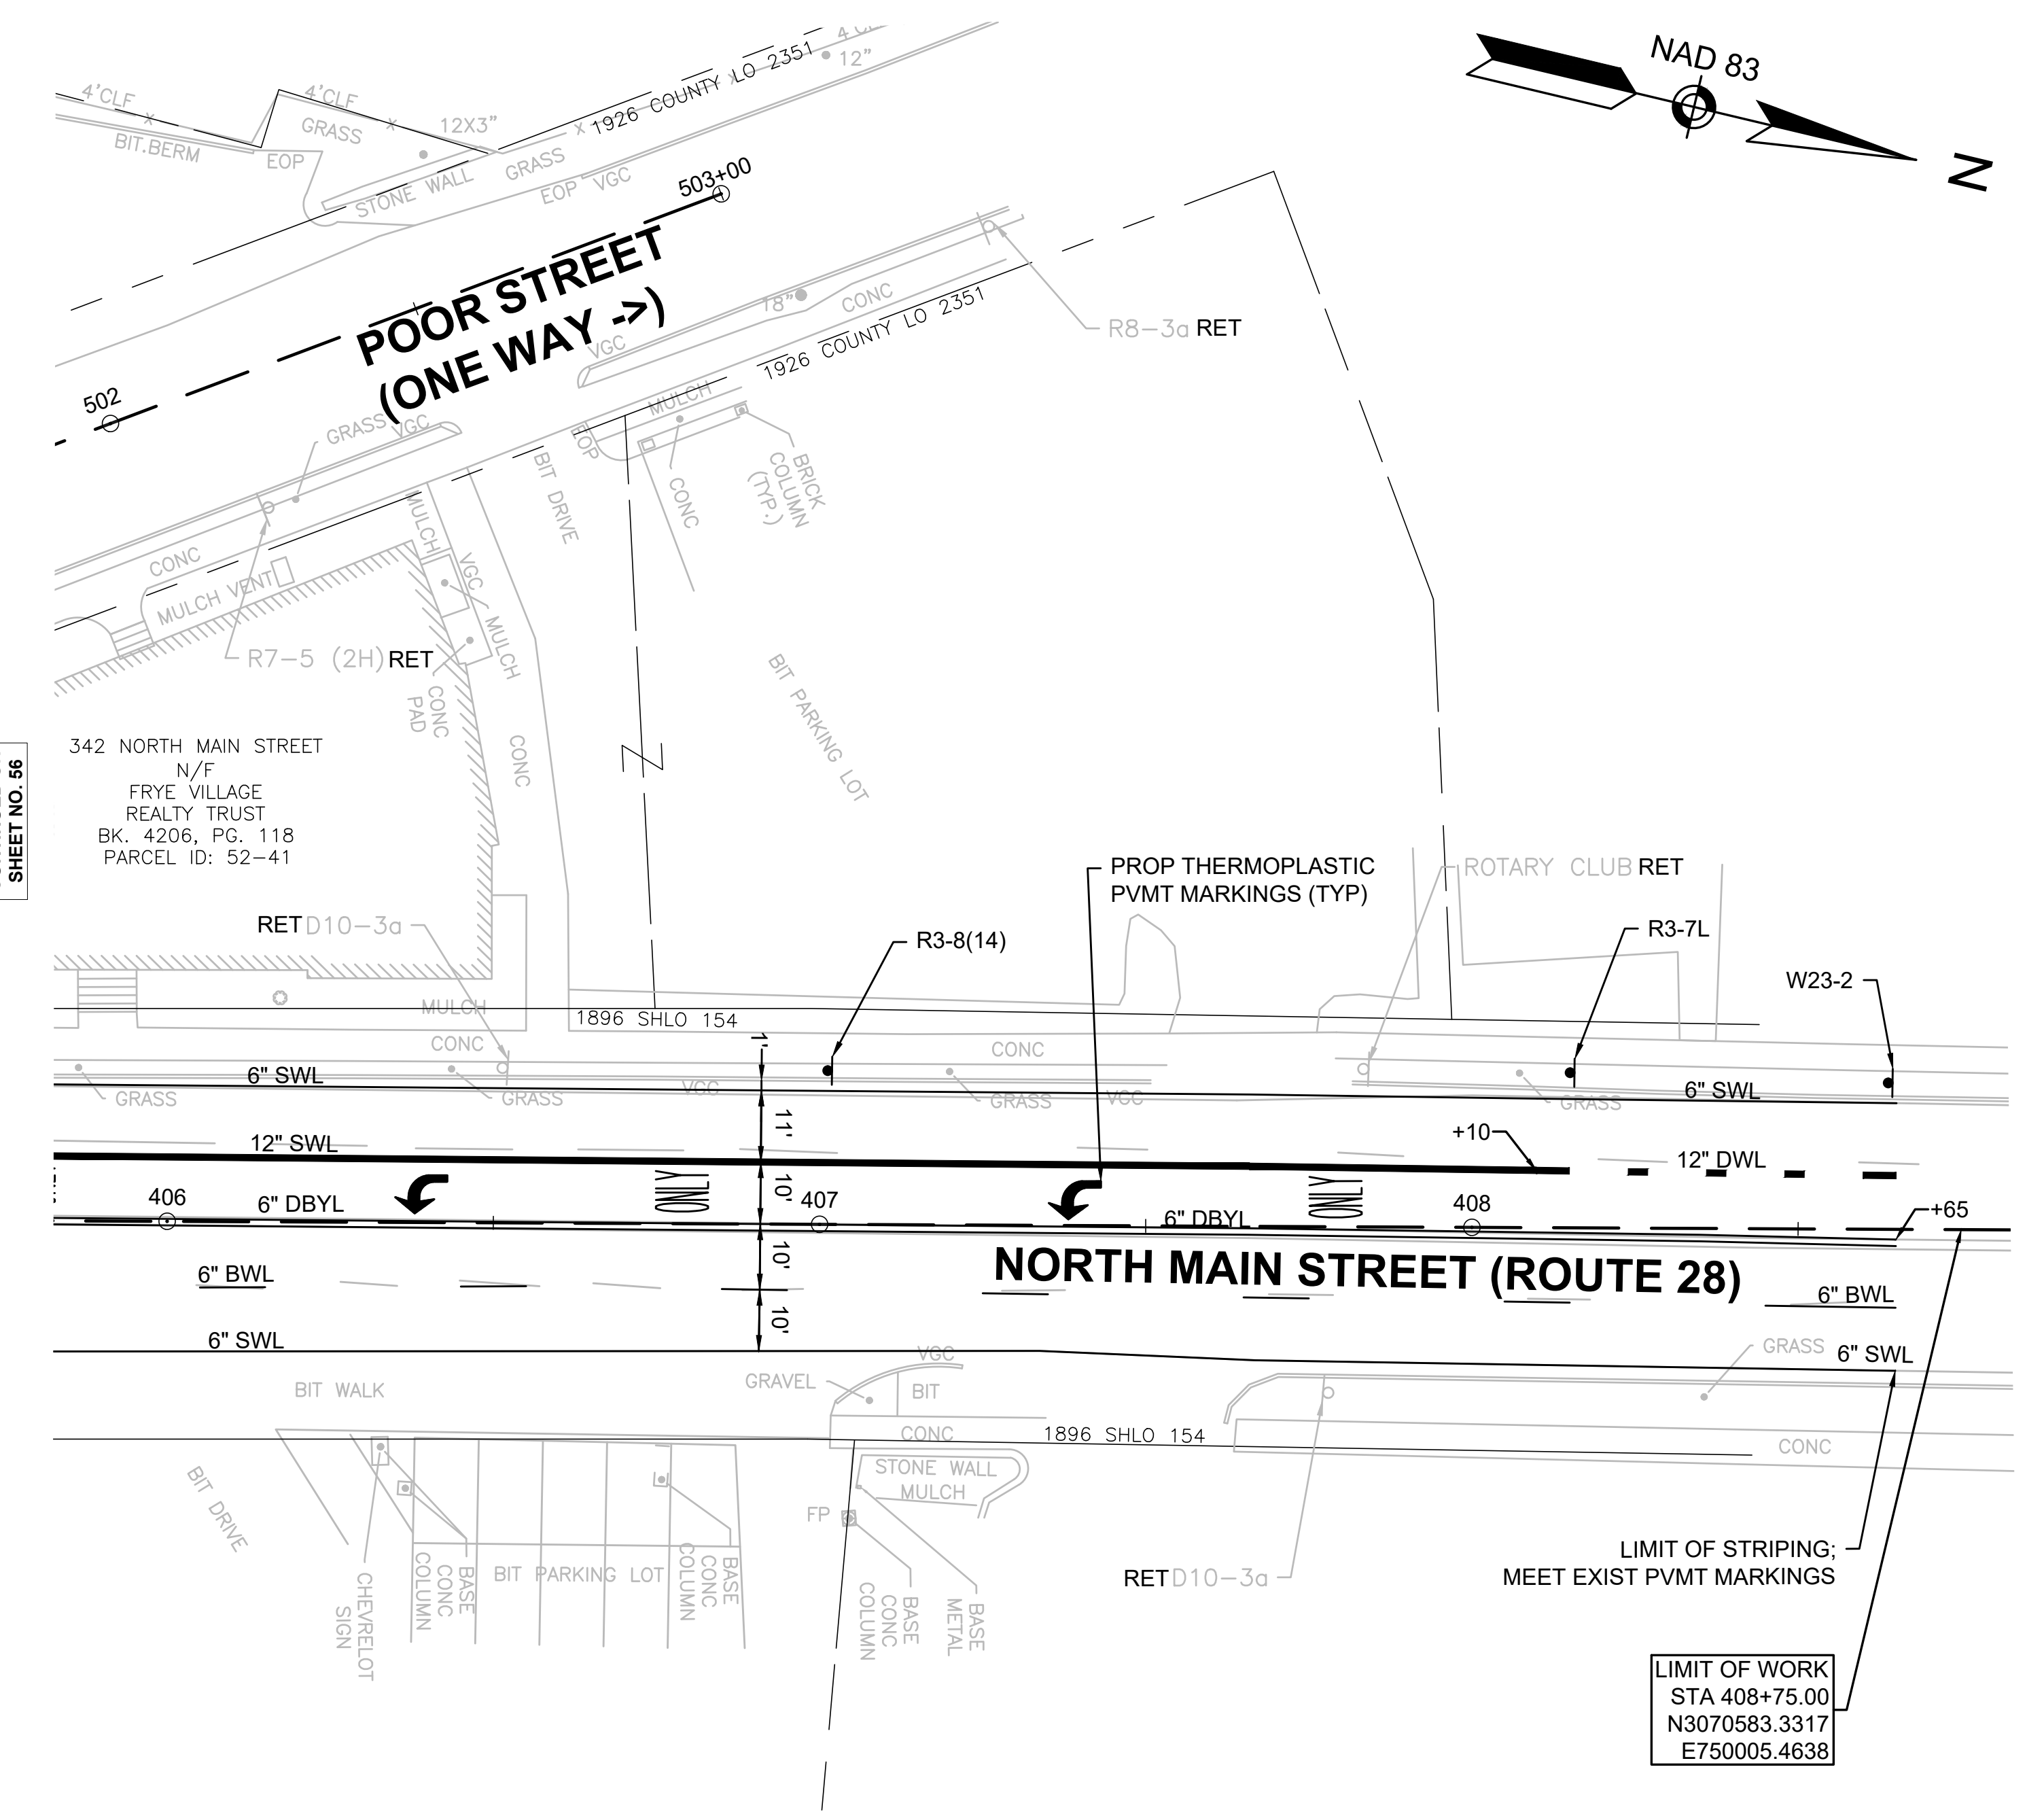 4'CLF
4'CLF
GRASS
12X3"
BIT.BERM
EOP
STONE WALL
GRASS
EOP VGC
1926 COUNTY LO 2351
12"
NAD 83
N
503+00
POOR STREET
(ONE WAY ->)
502
18"
CONC
VGC
1926 COUNTY LO 2351
R8-3a RET
GRASS
VGC
MULCH
EOP
BIT DRIVE
CONC
BRICK
COLUMN
(TYP.)
MULCH
CONC
VGC
MULCH VENT
MULCH
R7-5 (2H) RET
CONC
PAD
CONC
BIT PARKING LOT
SHEET NO. 56
342 NORTH MAIN STREET
N/F
FRYE VILLAGE
REALTY TRUST
BK. 4206, PG. 118
PARCEL ID: 52-41
PROP THERMOPLASTIC
PVMT MARKINGS (TYP)
ROTARY CLUB RET
RET D10-3a
R3-8(14)
R3-7L
W23-2
MULCH
1896 SHLO 154
CONC
CONC
1'
6" SWL
GRASS
GRASS
VGC
GRASS
VGC
GRASS
6" SWL
11'
12" SWL
+10
12" DWL
406
6" DBYL
ONLY
10'
407
6" DBYL
ONLY
408
+65
10'
NORTH MAIN STREET (ROUTE 28)
6" BWL
6" BWL
10'
6" SWL
VGC
GRASS
6" SWL
BIT WALK
GRAVEL
BIT
CONC
1896 SHLO 154
CONC
STONE WALL
MULCH
BIT DRIVE
FP
CHEVRELOT
SIGN
BASE
CONC
COLUMN
BIT PARKING LOT
BASE
CONC
COLUMN
BASE
CONC
COLUMN
BASE
METAL
RET D10-3a
LIMIT OF STRIPING;
MEET EXIST PVMT MARKINGS
LIMIT OF WORK
STA 408+75.00
N3070583.3317
E750005.4638